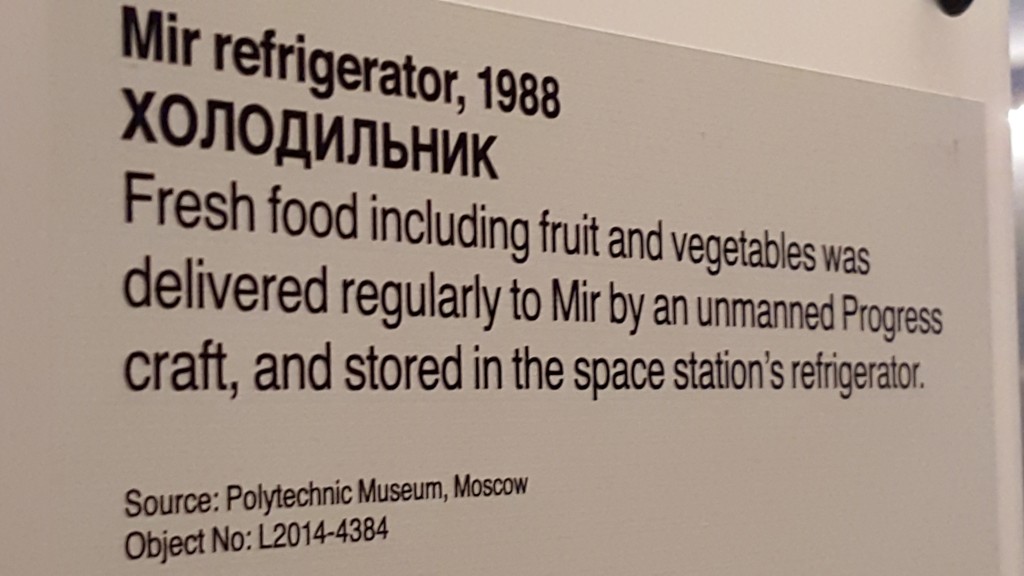 Mir refrigerator, 1988
ХОЛОДИЛЬНИК
Fresh food including fruit and vegetables was
delivered regularly to Mir by an unmanned Progress
craft, and stored in the space station's refrigerator.
Source: Polytechnic Museum, Moscow
Object No: L2014-4384